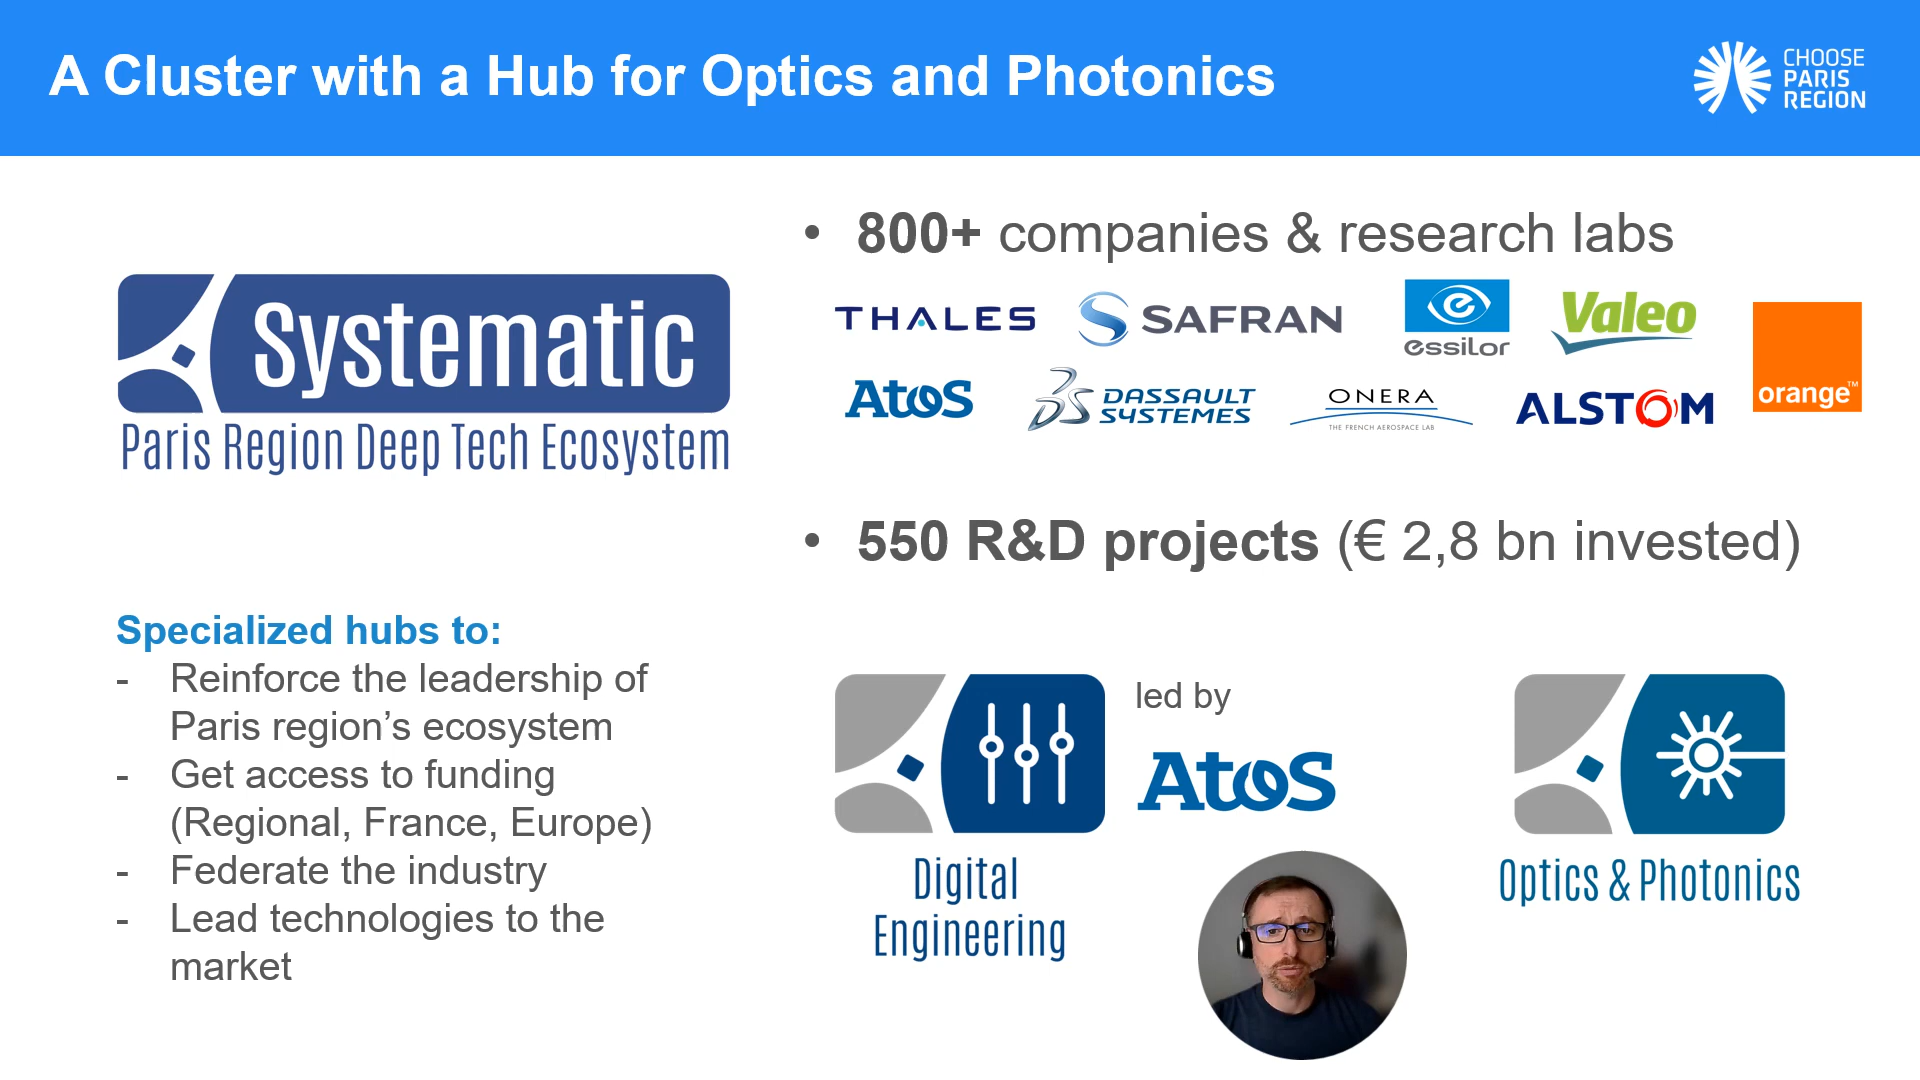 A Cluster with a Hub for Optics and Photonics
CHOOSE
PARIS
REGION
Systematic
Paris Region Deep Tech Ecosystem
• 800+ companies & research labs
THALES
SAFRAN
essilor
Valeo
orange™
Atos
DASSAULT
SYSTEMES
ONERA
THE FRENCH AEROSPACE LAB
ALSTOM
• 550 R&D projects (€ 2,8 bn invested)
Specialized hubs to:
- Reinforce the leadership of
Paris region’s ecosystem
- Get access to funding
(Regional, France, Europe)
- Federate the industry
- Lead technologies to the
market
led by
Atos
Digital
Engineering
Optics & Photonics